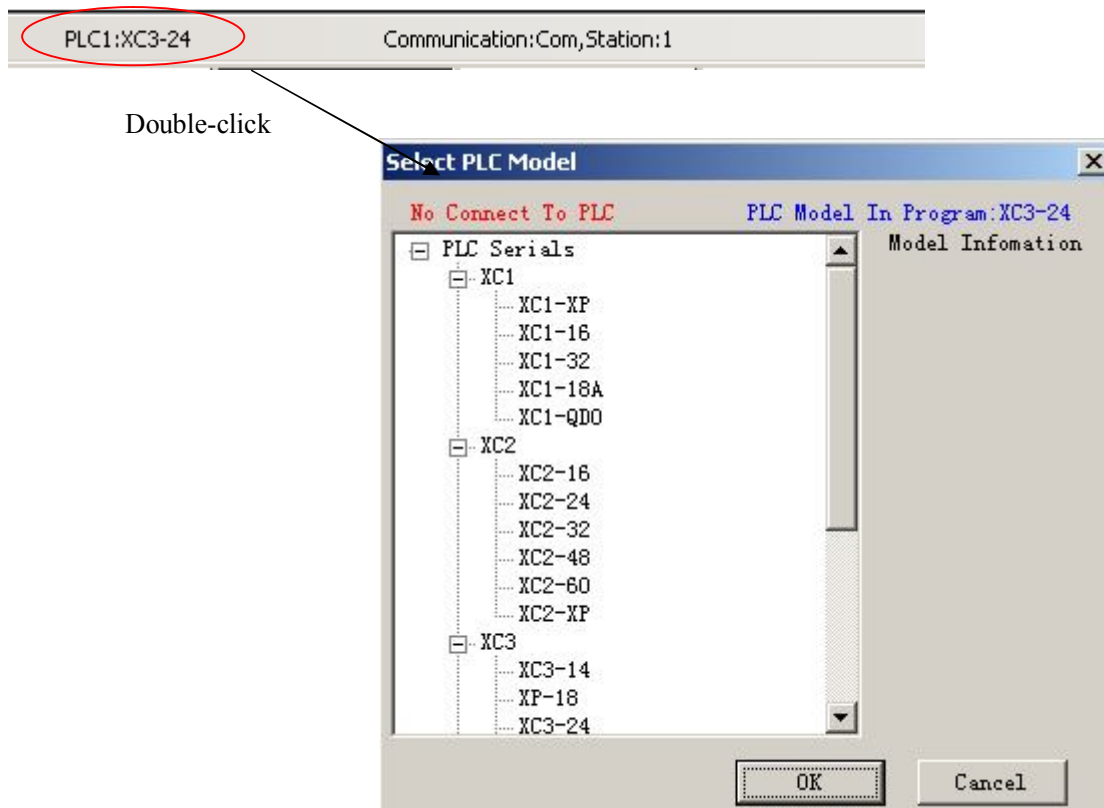 PLC1:XC3-24 Communication:Com,Station:1
Double-click
Select PLC Model
No Connect To PLC PLC Model In Program:XC3-24
PLC Serials Model Infomation
XC1
XC1-XP
XC1-16
XC1-32
XC1-18A
XC1-QDO
XC2
XC2-16
XC2-24
XC2-32
XC2-48
XC2-60
XC2-XP
XC3
XC3-14
XP-18
XC3-24
OK Cancel